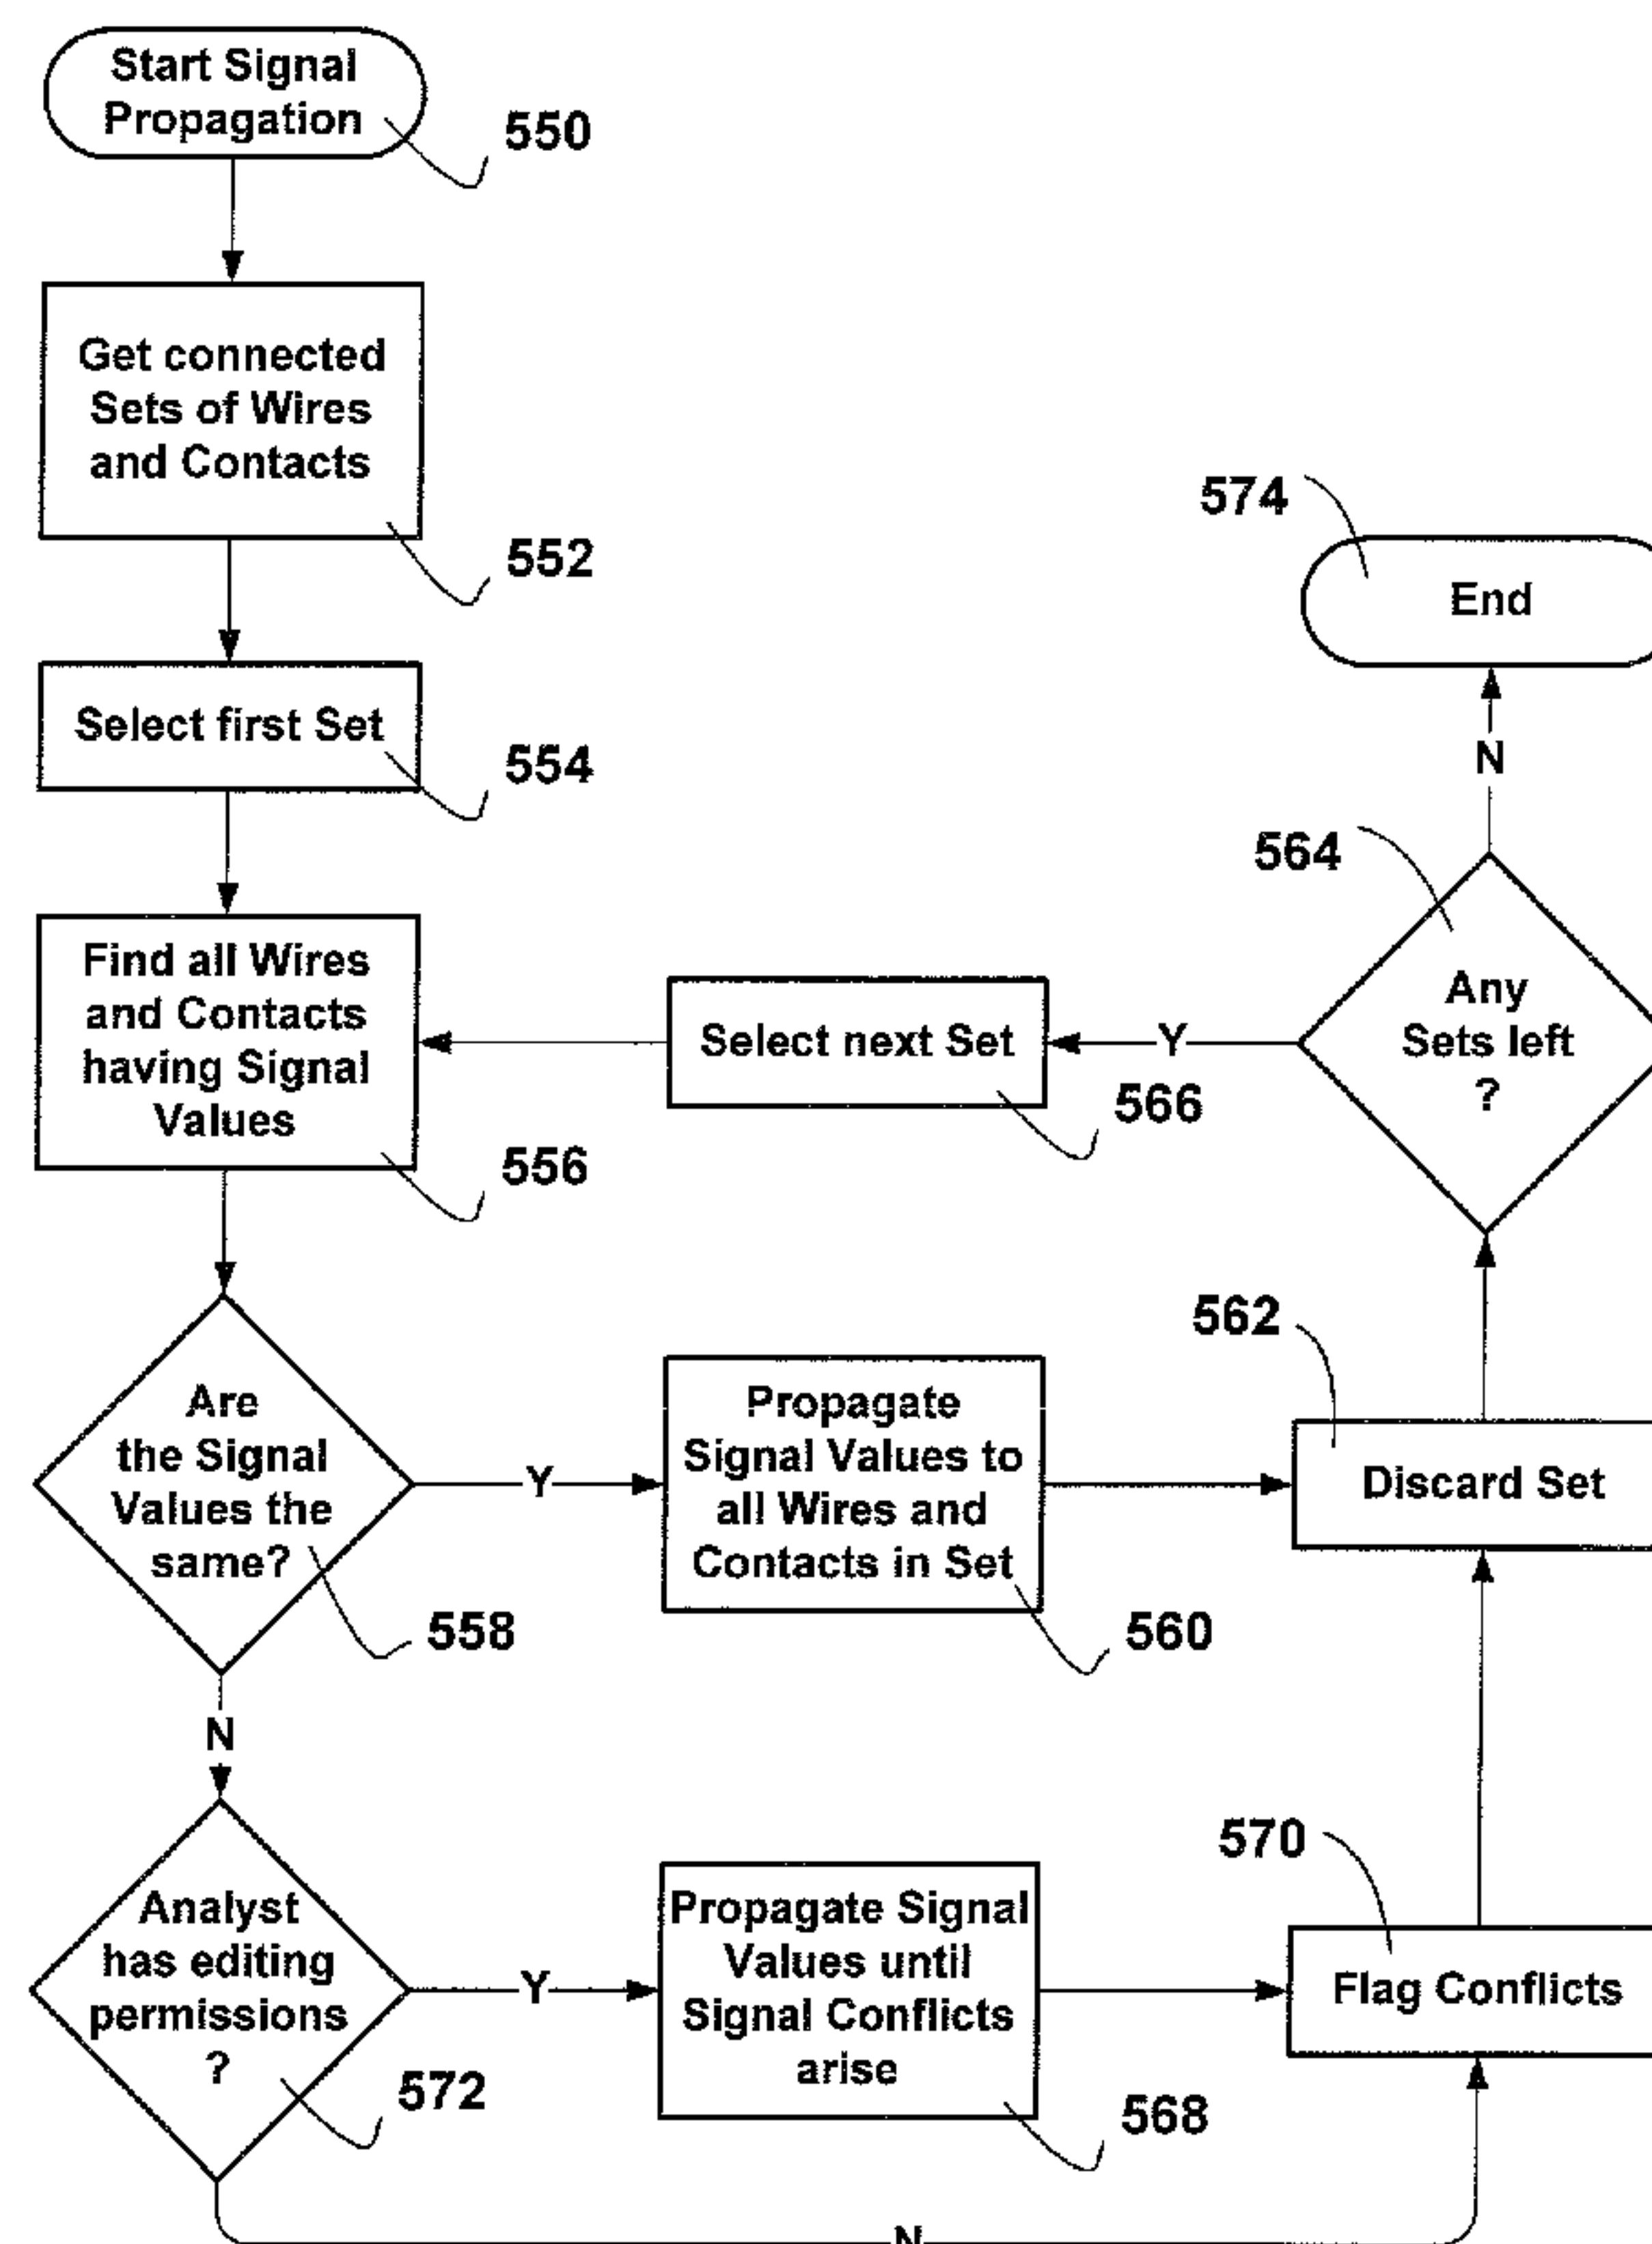 Start Signal
Propagation
550
Get connected
Sets of Wires
and Contacts
552
574
End
Select first Set
554
N
564
Find all Wires
and Contacts
having Signal
Values
556
Select next Set
566
Y
Any
Sets left
?
562
Are
the Signal
Values the
same?
558
Y
Propagate
Signal Values to
all Wires and
Contacts in Set
560
Discard Set
N
570
Analyst
has editing
permissions
?
572
Y
Propagate Signal
Values until
Signal Conflicts
arise
568
Flag Conflicts
N